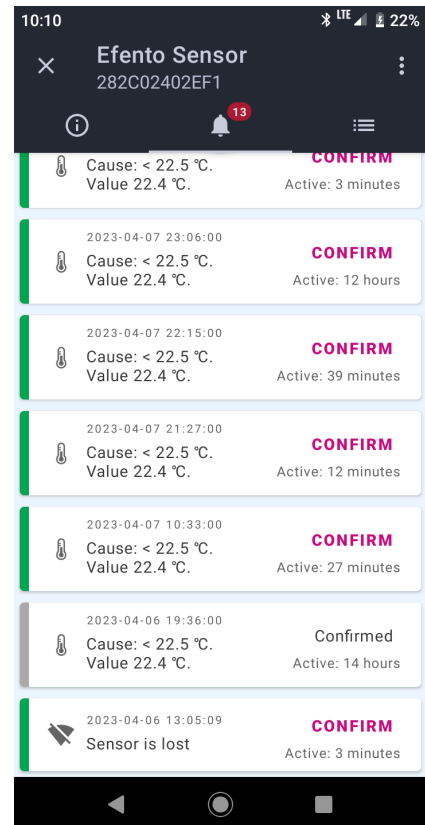 10:10
LTE
22%
Efento Sensor
282C02402EF1
13
Cause: < 22.5 ℃.
CONFIRM
Value 22.4 ℃.
Active: 3 minutes
2023-04-07 23:06:00
Cause: < 22.5 ℃.
CONFIRM
Value 22.4 ℃.
Active: 12 hours
2023-04-07 22:15:00
Cause: < 22.5 ℃.
CONFIRM
Value 22.4 ℃.
Active: 39 minutes
2023-04-07 21:27:00
Cause: < 22.5 ℃.
CONFIRM
Value 22.4 ℃.
Active: 12 minutes
2023-04-07 10:33:00
Cause: < 22.5 ℃.
CONFIRM
Value 22.4 ℃.
Active: 27 minutes
2023-04-06 19:36:00
Cause: < 22.5 ℃.
Confirmed
Value 22.4 ℃.
Active: 14 hours
2023-04-06 13:05:09
Sensor is lost
CONFIRM
Active: 3 minutes